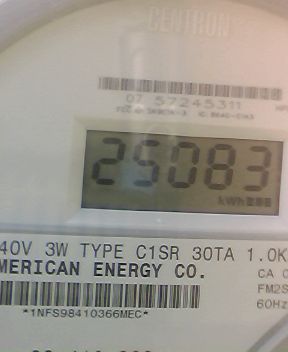 CENTRON
07 57245311
25083
kWh
40V 3W TYPE C1SR 30TA 1.0K
MERICAN ENERGY CO.
CA 0
FM2S
60Hz
*1NFS98410366MEC*